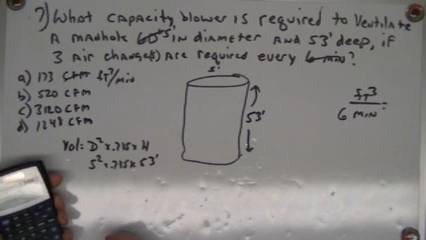 7) What capacity blower is required to ventilate
a manhole 60" in diameter and 53' deep, if
3 air change(s) are required every 6 min?
a) 173 CFM ft³/min
b) 520 CFM
c) 3120 CFM
d) 1248 CFM
5'
53'
ft³
6 min
Vol = D² x .785 x H
5² x .785 x 53'